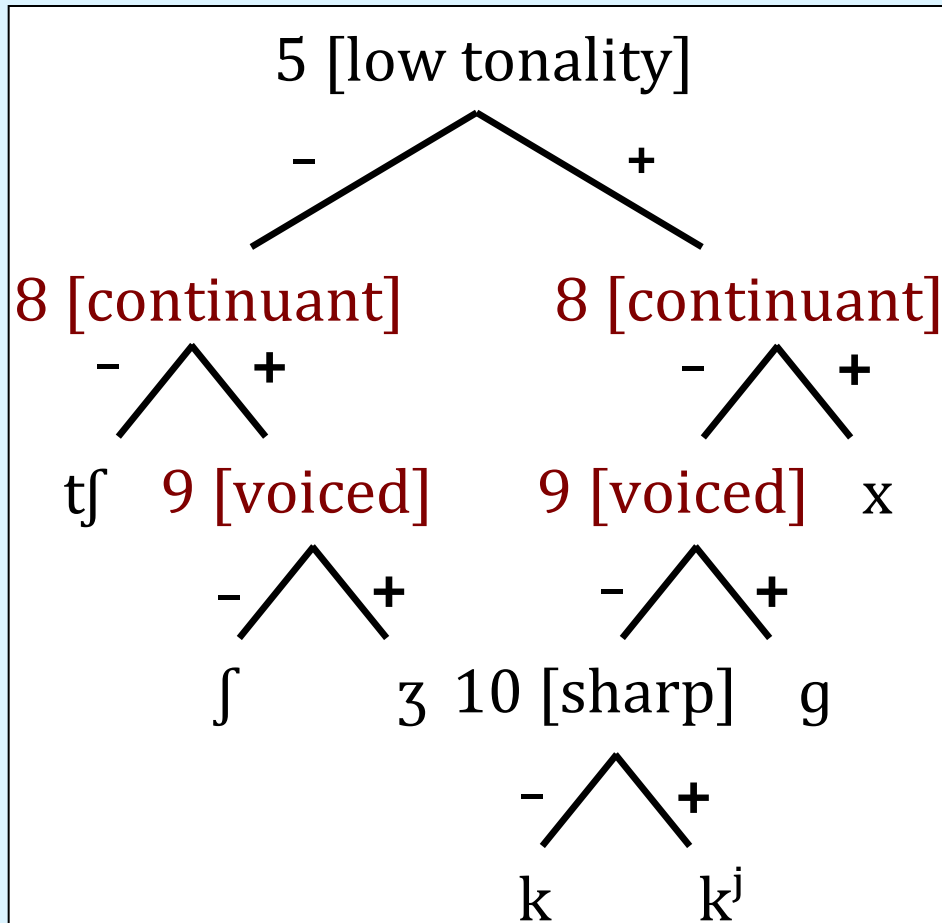 5 [low tonality]
– +
8 [continuant] 8 [continuant]
– + – +
tʃ 9 [voiced] 9 [voiced] x
– + – +
ʃ ʒ 10 [sharp] g
– +
k kʲ